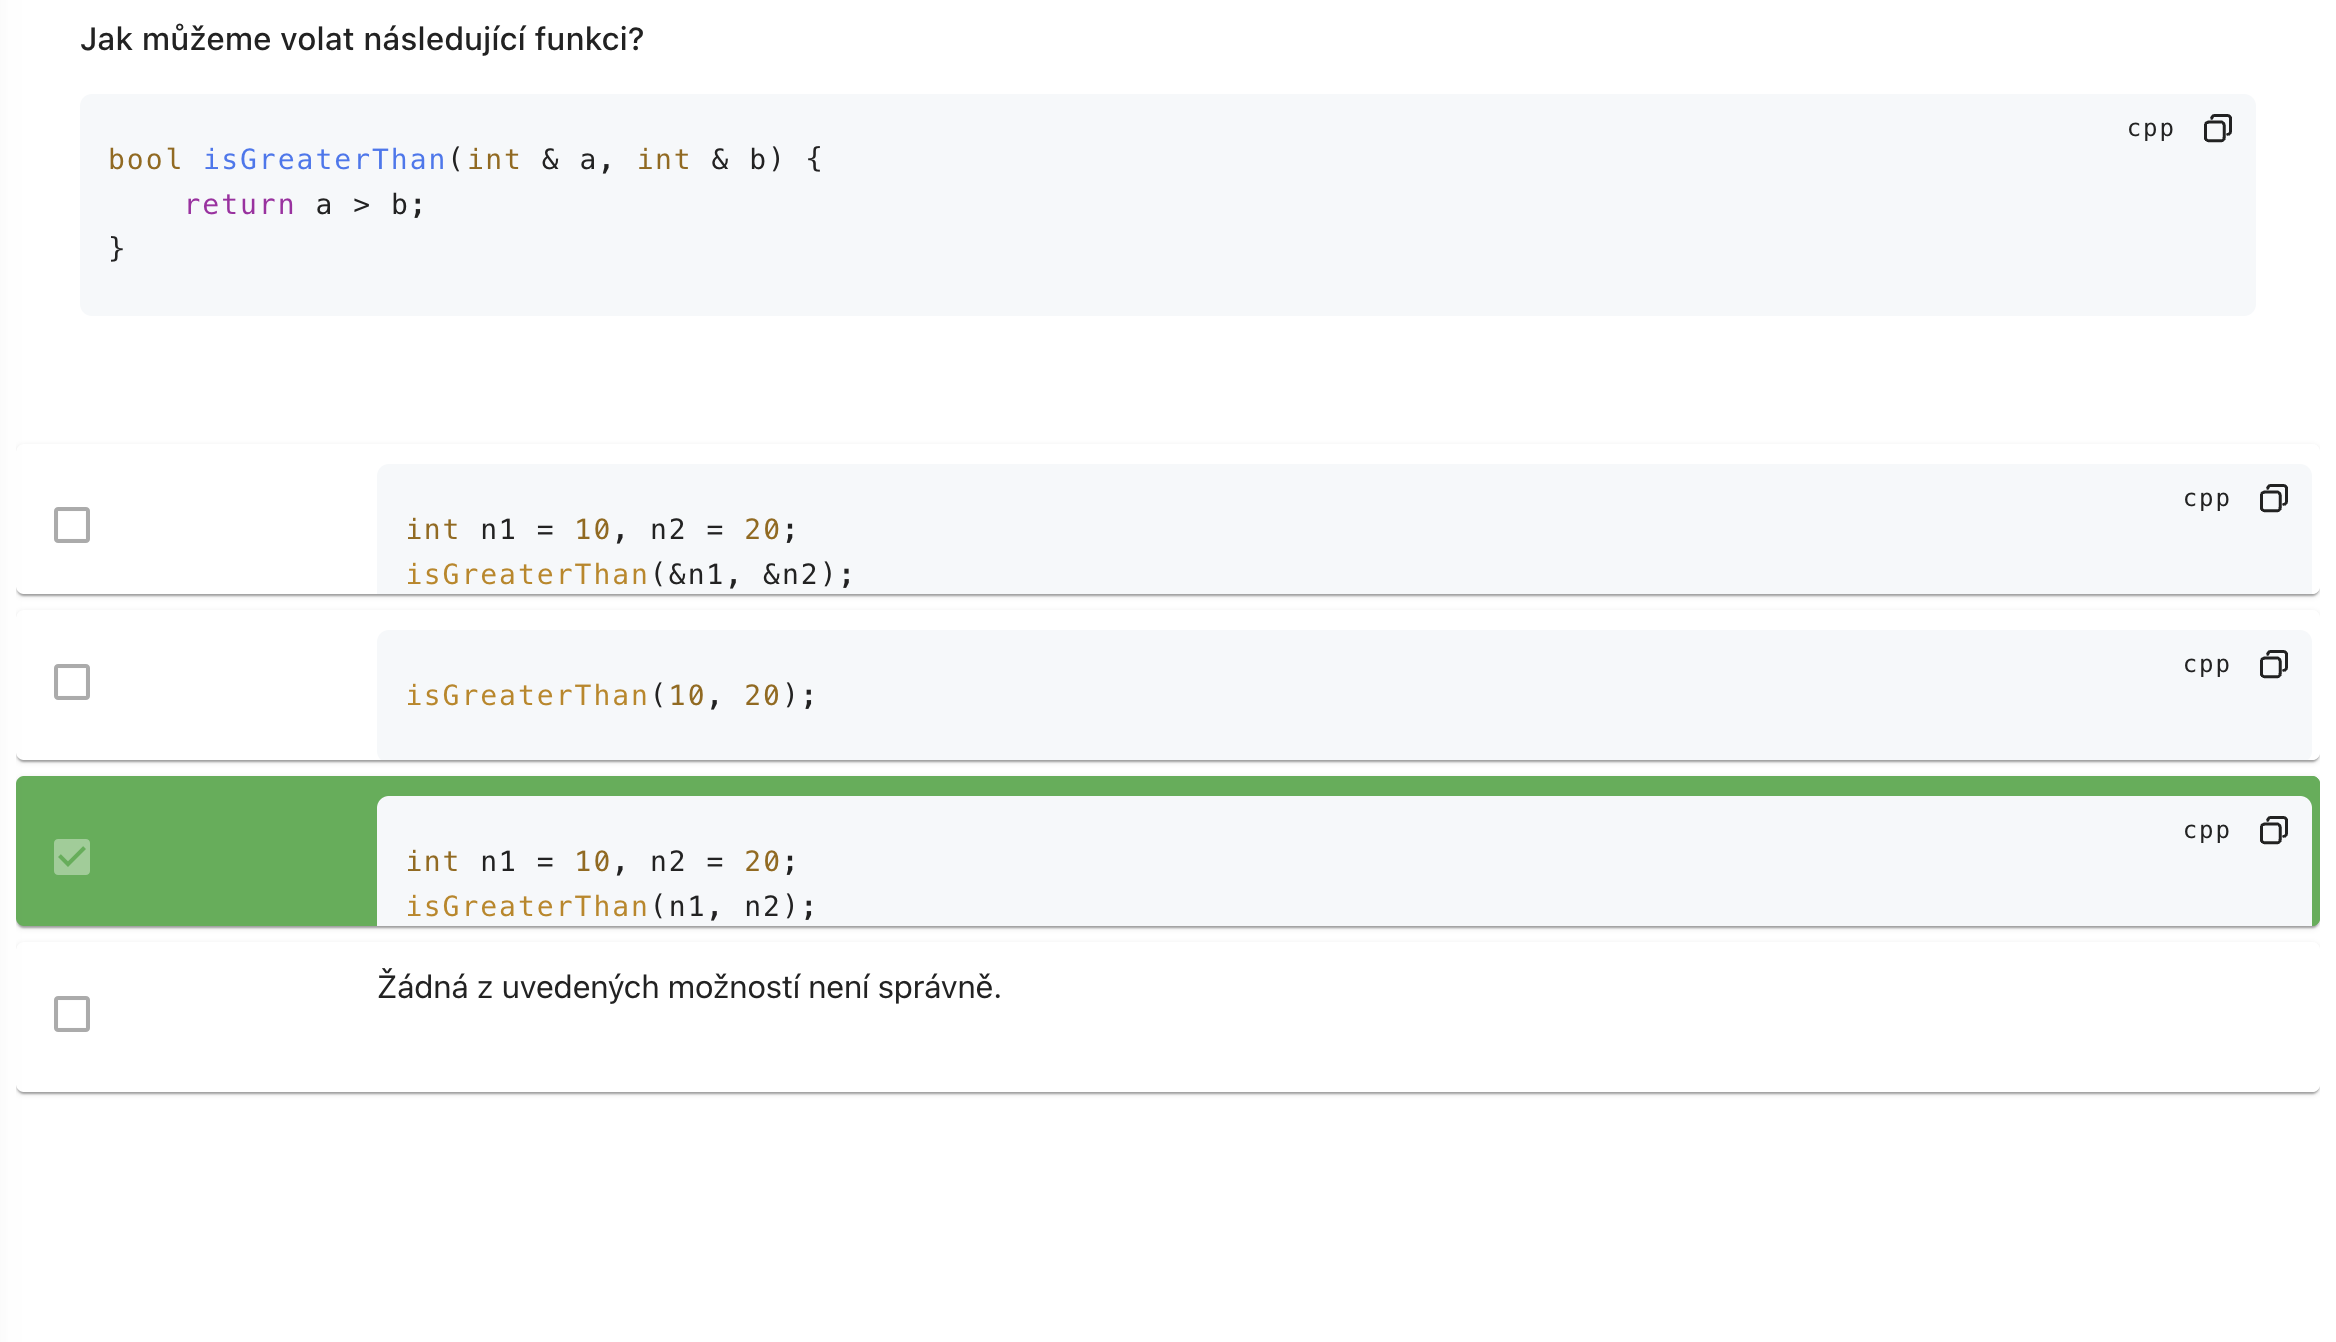 Jak můžeme volat následující funkci?
cpp
bool isGreaterThan(int & a, int & b) {
    return a > b;
}
cpp
int n1 = 10, n2 = 20;
isGreaterThan(&n1, &n2);
cpp
isGreaterThan(10, 20);
cpp
int n1 = 10, n2 = 20;
isGreaterThan(n1, n2);
Žádná z uvedených možností není správně.